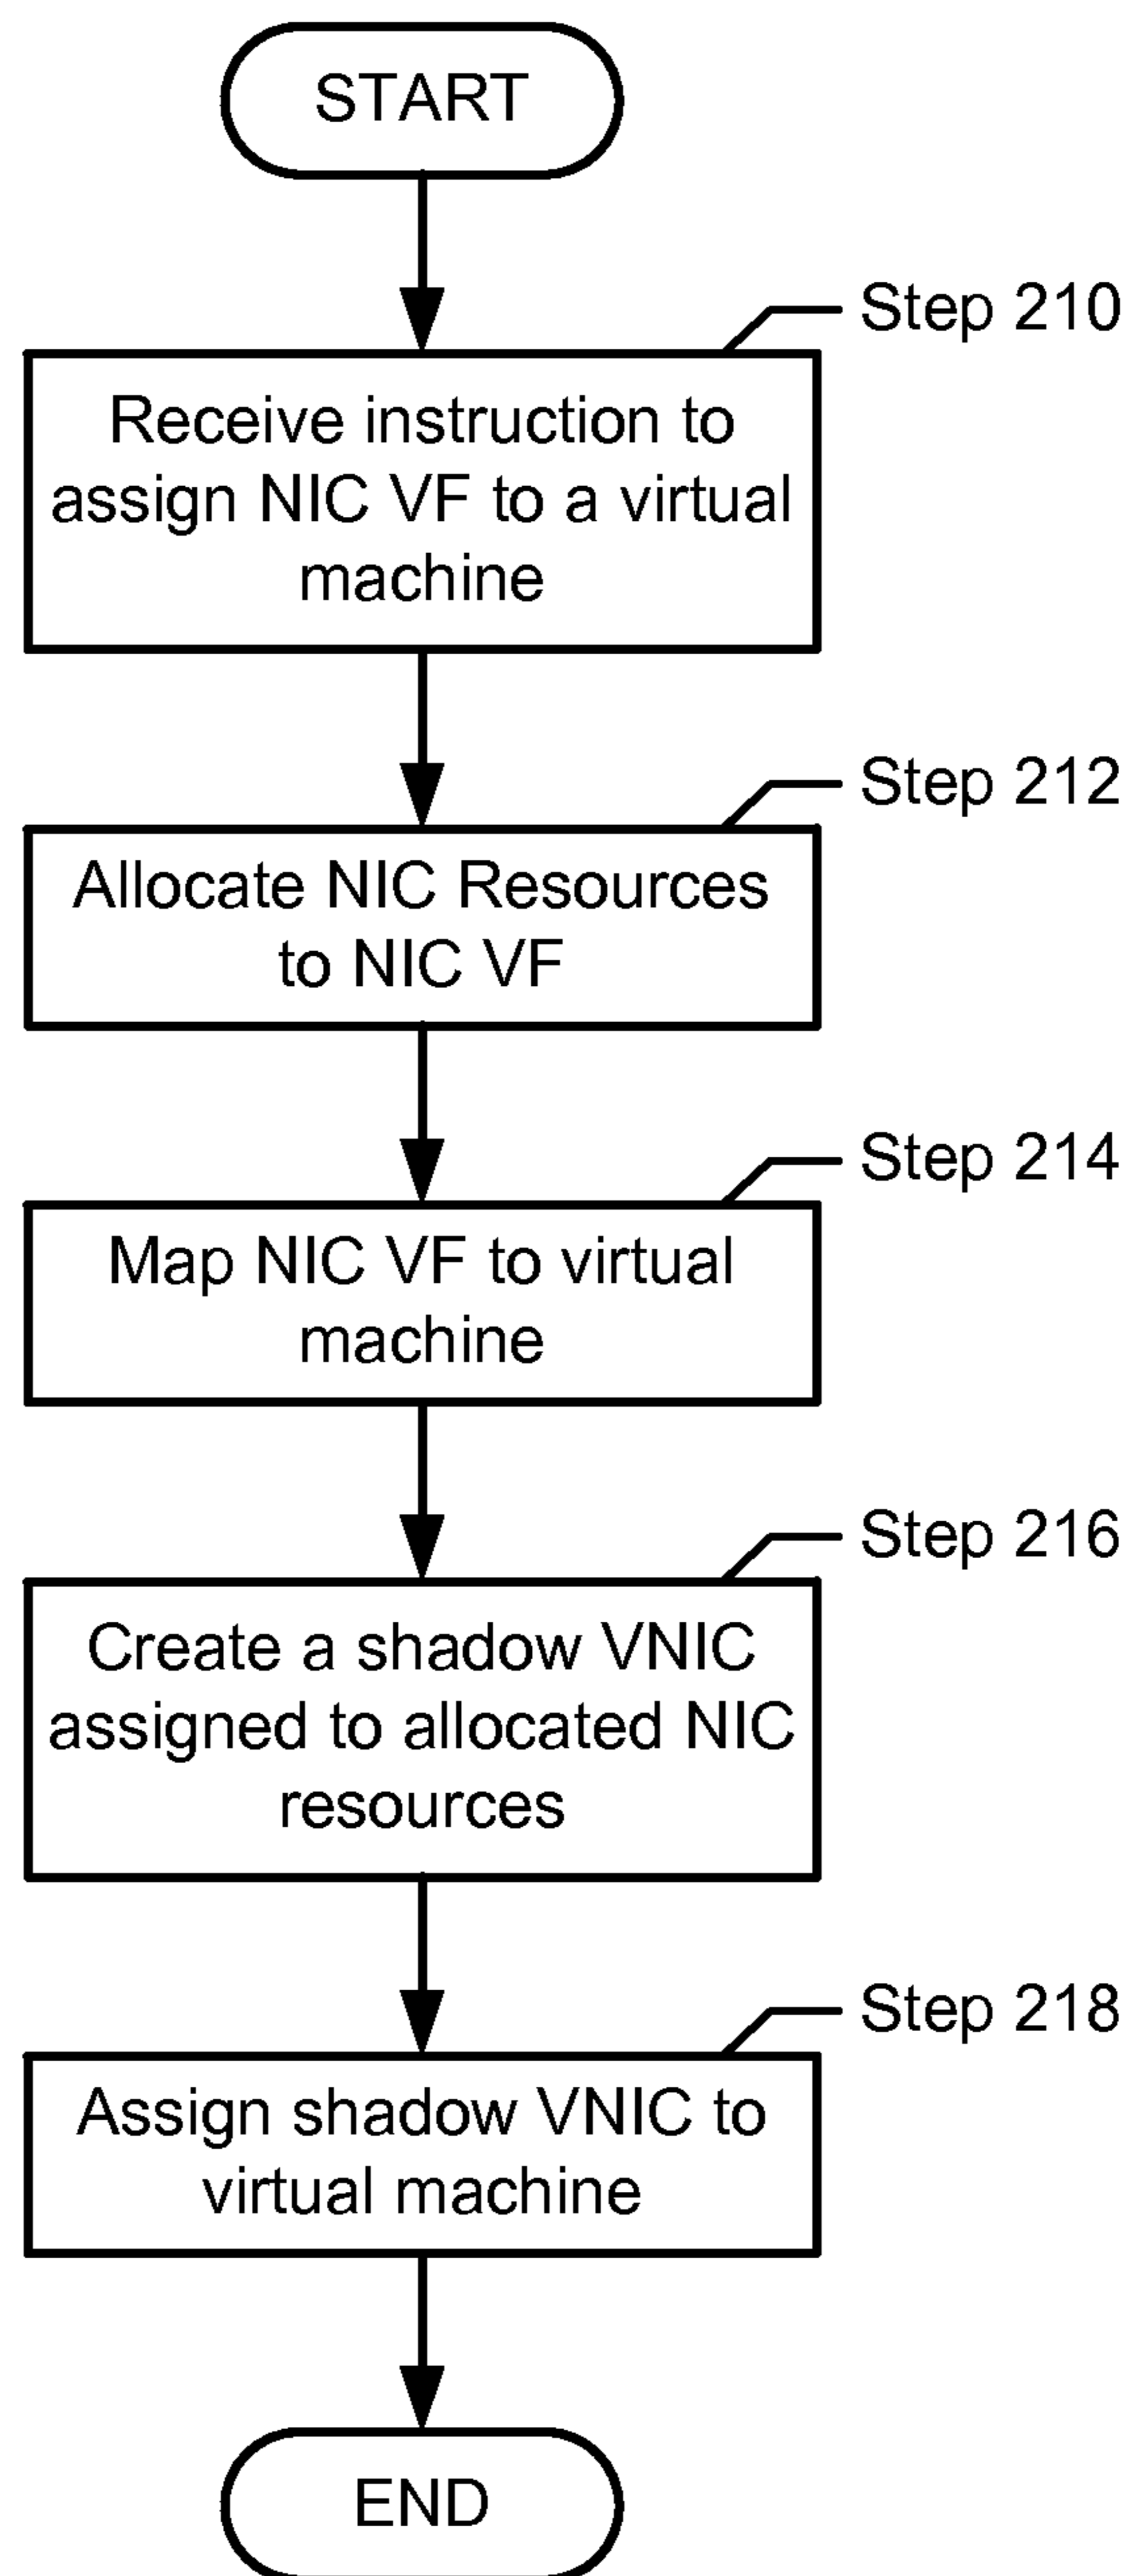 START
Step 210
Receive instruction to
assign NIC VF to a virtual
machine
Step 212
Allocate NIC Resources
to NIC VF
Step 214
Map NIC VF to virtual
machine
Step 216
Create a shadow VNIC
assigned to allocated NIC
resources
Step 218
Assign shadow VNIC to
virtual machine
END